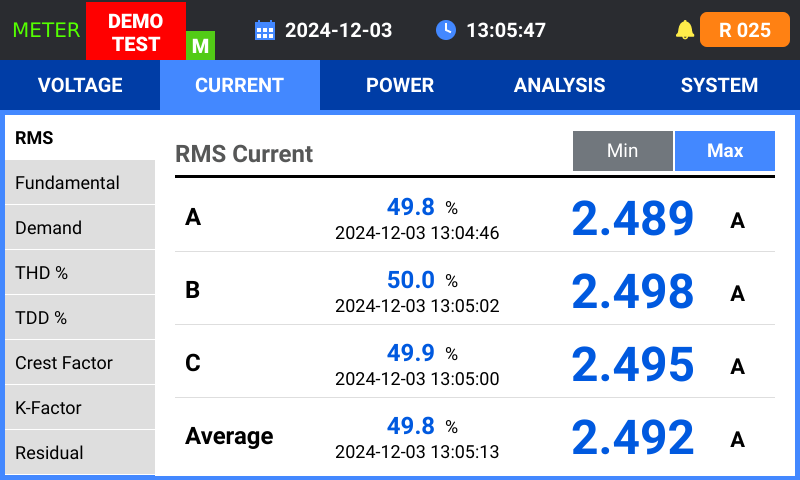 METER
DEMO
TEST
M
2024-12-03
13:05:47
R 025
VOLTAGE
CURRENT
POWER
ANALYSIS
SYSTEM
RMS
Fundamental
Demand
THD %
TDD %
Crest Factor
K-Factor
Residual
RMS Current
Min
Max
A
49.8 %
2024-12-03 13:04:46
2.489 A
B
50.0 %
2024-12-03 13:05:02
2.498 A
C
49.9 %
2024-12-03 13:05:00
2.495 A
Average
49.8 %
2024-12-03 13:05:13
2.492 A